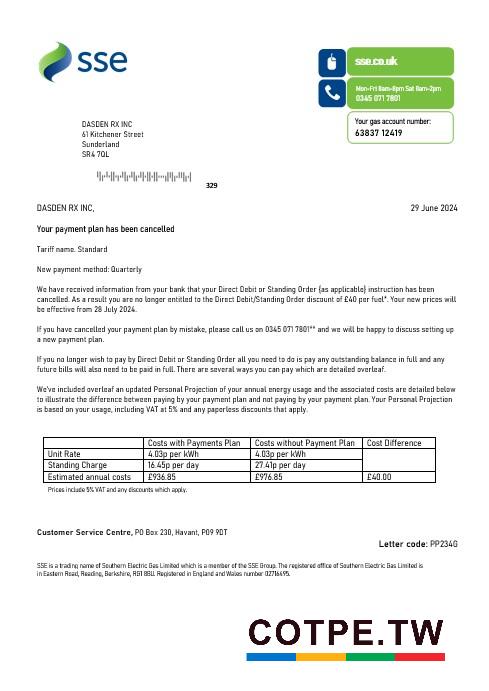 sse
sse.co.uk
Mon-Fri 8am-8pm Sat 8am-2pm
0345 071 7801
Your gas account number:
63837 12419
DASDEN RX INC
61 Kitchener Street
Sunderland
SR4 7QL
329
DASDEN RX INC,
29 June 2024
Your payment plan has been cancelled
Tariff name. Standard
New payment method: Quarterly
We have received information from your bank that your Direct Debit or Standing Order {as applicable} instruction has been
cancelled. As a result you are no longer entitled to the Direct Debit/Standing Order discount of £40 per fuel*. Your new prices will
be effective from 28 July 2024.
If you have cancelled your payment plan by mistake, please call us on 0345 071 7801** and we will be happy to discuss setting up
a new payment plan.
If you no longer wish to pay by Direct Debit or Standing Order all you need to do is pay any outstanding balance in full and any
future bills will also need to be paid in full. There are several ways you can pay which are detailed overleaf.
We've included overleaf an updated Personal Projection of your annual energy usage and the associated costs are detailed below
to illustrate the difference between paying by your payment plan and not paying by your payment plan. Your Personal Projection
is based on your usage, including VAT at 5% and any paperless discounts that apply.
Costs with Payments Plan Costs without Payment Plan Cost Difference
Unit Rate 4.03p per kWh 4.03p per kWh
Standing Charge 16.45p per day 27.41p per day
Estimated annual costs £936.85 £976.85 £40.00
Prices include 5% VAT and any discounts which apply.
Customer Service Centre, PO Box 230, Havant, P09 9DT
Letter code: PP234G
SSE is a trading name of Southern Electric Gas Limited which is a member of the SSE Group. The registered office of Southern Electric Gas Limited is
in Eastern Road, Reading, Berkshire, RG1 8BU. Registered in England and Wales number 02716495.
COTPE.TW